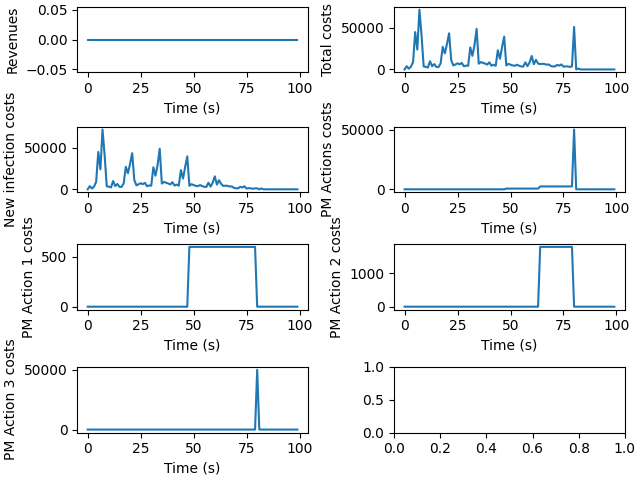 Revenues
0.05
0.00
−0.05
0 25 50 75 100
Time (s)
Total costs
50000
0
0 25 50 75 100
Time (s)
New infection costs
50000
0
0 25 50 75 100
Time (s)
PM Actions costs
50000
0
0 25 50 75 100
Time (s)
PM Action 1 costs
500
0
0 25 50 75 100
Time (s)
PM Action 2 costs
1000
0
0 25 50 75 100
Time (s)
PM Action 3 costs
50000
0
0 25 50 75 100
Time (s)
1.0
0.5
0.0
0.0 0.2 0.4 0.6 0.8 1.0